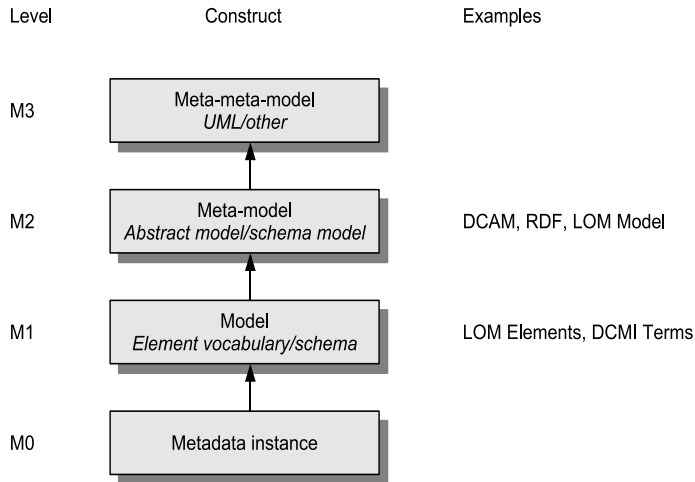 Level Construct Examples
M3
Meta-meta-model
UML/other
M2
Meta-model
Abstract model/schema model
DCAM, RDF, LOM Model
M1
Model
Element vocabulary/schema
LOM Elements, DCMI Terms
M0
Metadata instance